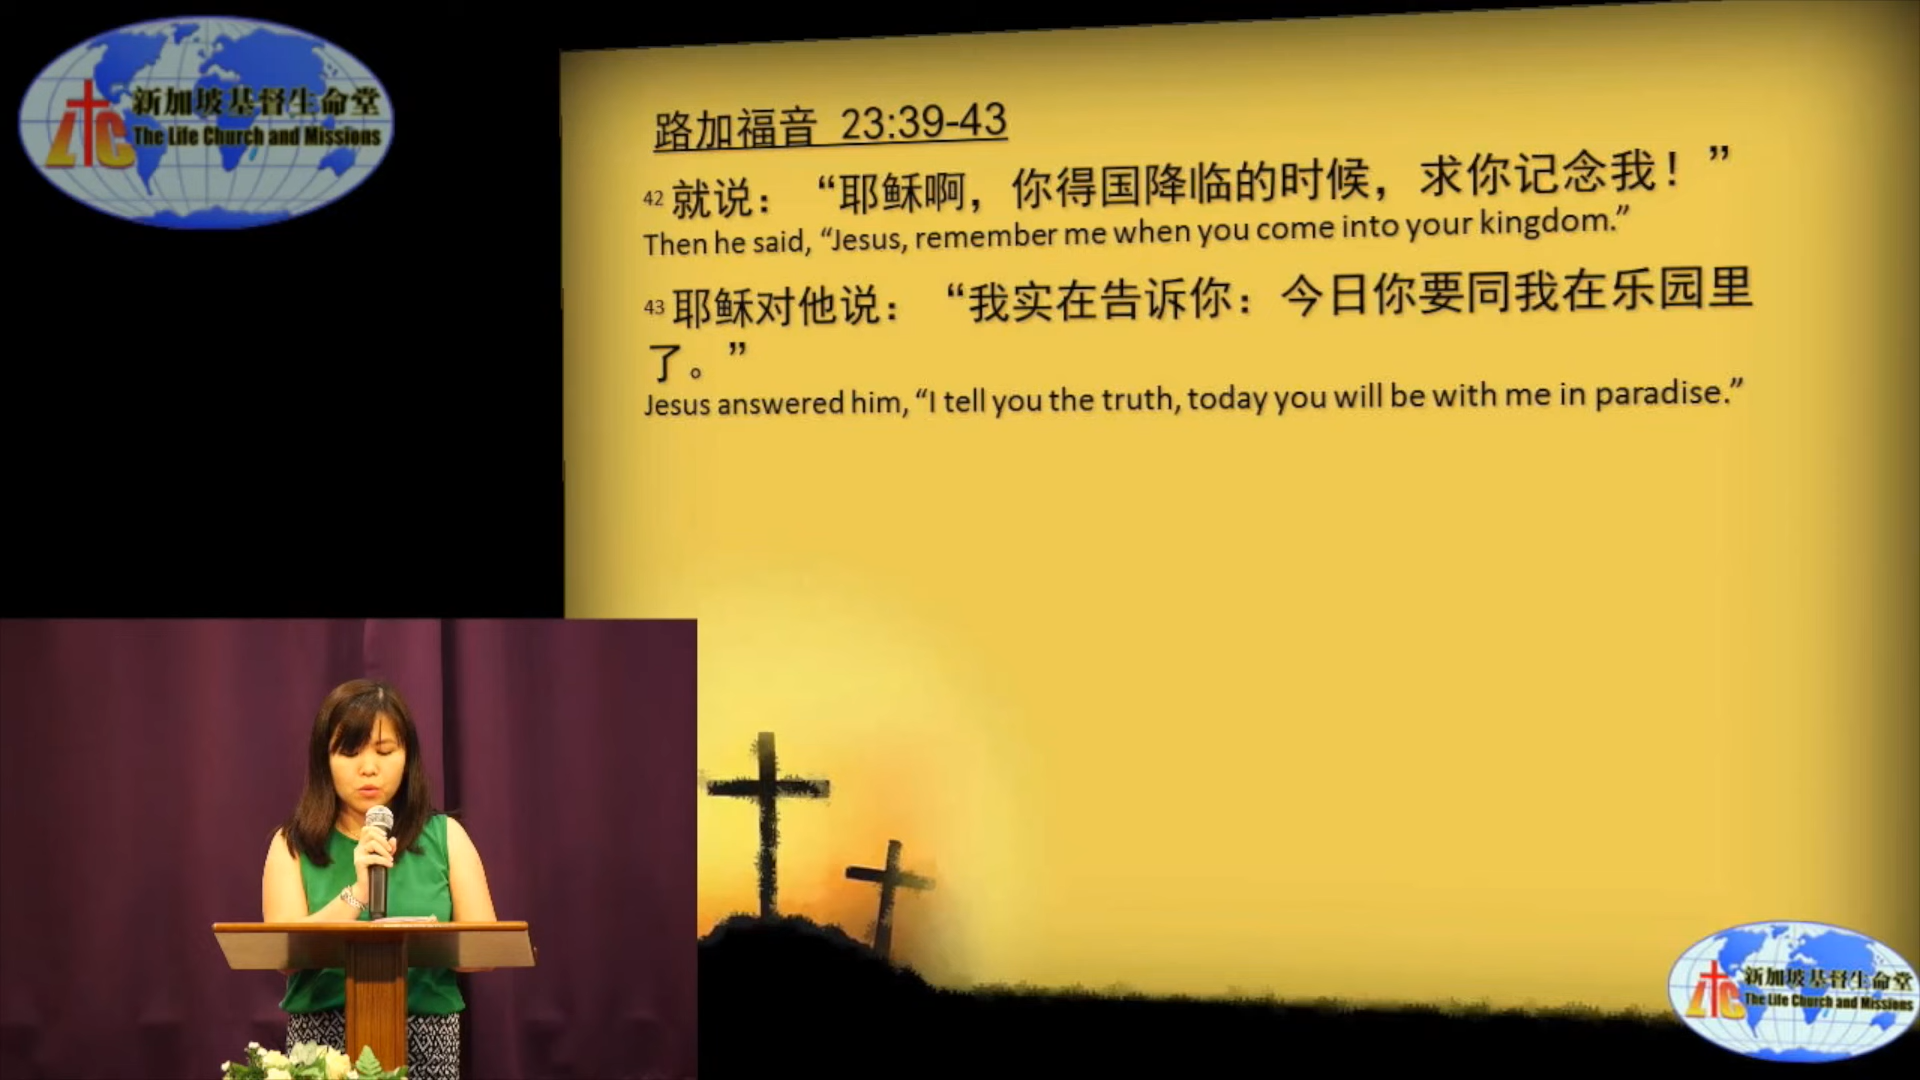 新加坡基督生命堂
LTC
The Life Church and Missions
路加福音 23:39-43
42 就说：“耶稣啊，你得国降临的时候，求你记念我！”
Then he said, “Jesus, remember me when you come into your kingdom.”
43 耶稣对他说：“我实在告诉你：今日你要同我在乐园里
了。”
Jesus answered him, “I tell you the truth, today you will be with me in paradise.”
新加坡基督生命堂
LTC
The Life Church and Missions